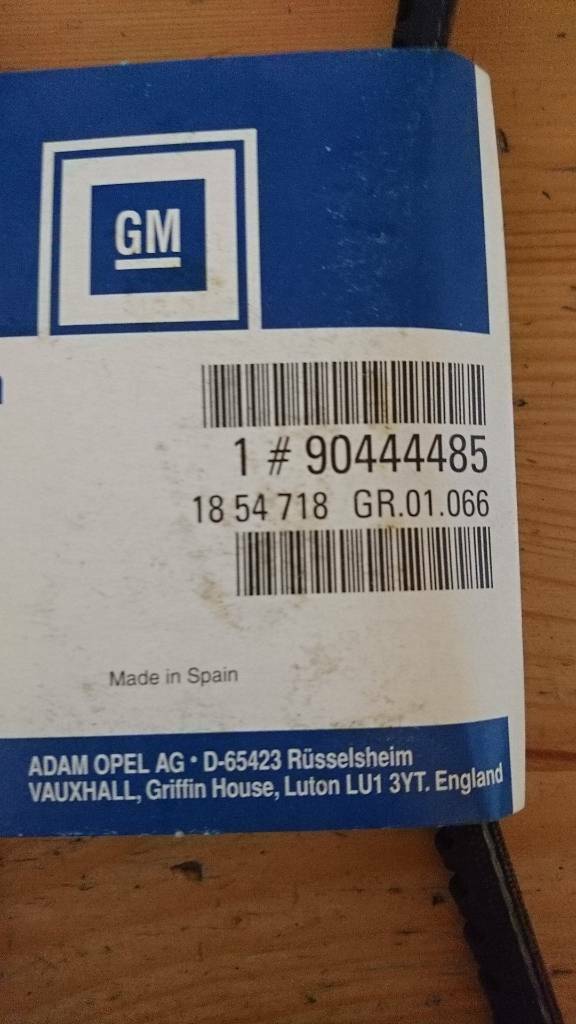 GM
1 # 90444485
18 54 718 GR.01.066
Made in Spain
ADAM OPEL AG • D-65423 Rüsselsheim
VAUXHALL, Griffin House, Luton LU1 3YT. England